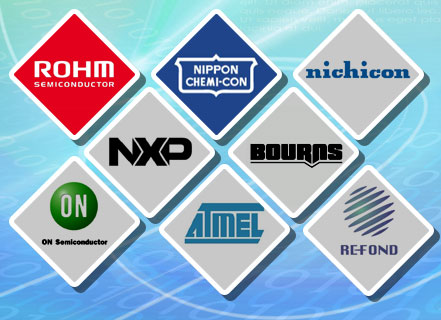 ROHM
SEMICONDUCTOR
NIPPON
CHEMI-CON
nichicon
NXP
BOURNS
ON
ON Semiconductor
ATMEL
REFOND